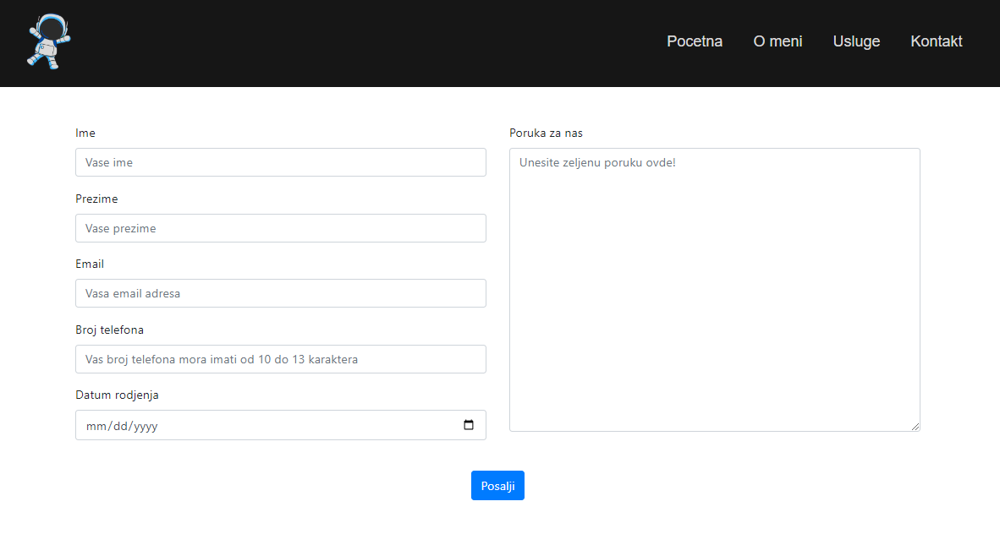 Pocetna O meni Usluge Kontakt
Ime
Vase ime
Prezime
Vase prezime
Email
Vasa email adresa
Broj telefona
Vas broj telefona mora imati od 10 do 13 karaktera
Datum rodjenja
mm/dd/yyyy
Poruka za nas
Unesite zeljenu poruku ovde!
Posalji